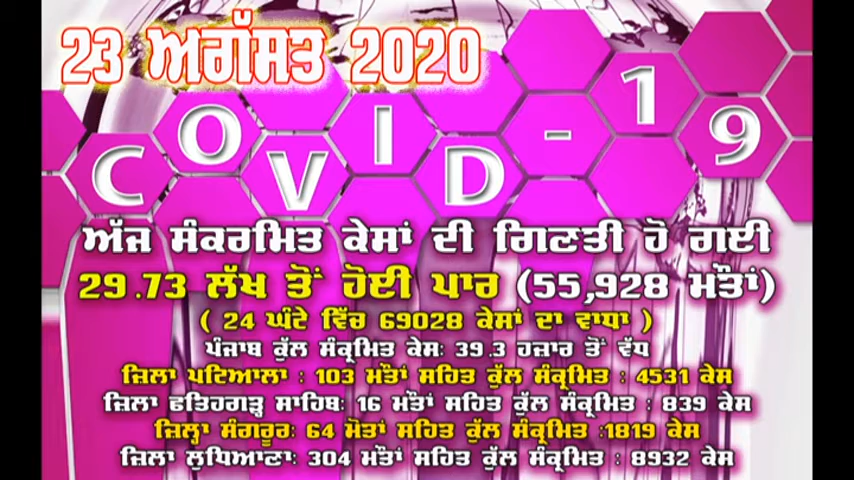 23 ਅਗੱਸਤ 2020
COVID-19
ਅੱਜ ਸੰਕਰਮਿਤ ਕੇਸਾਂ ਦੀ ਗਿਣਤੀ ਹੋ ਗਈ
29.73 ਲੱਖ ਤੋਂ ਹੋਈ ਪਾਰ (55,928 ਮੌਤਾਂ)
( 24 ਘੰਟੇ ਵਿੱਚ 69028 ਕੇਸਾਂ ਦਾ ਵਾਧਾ )
ਪੰਜਾਬ ਕੁੱਲ ਸੰਕ੍ਰਮਿਤ ਕੇਸ: 39.3 ਹਜ਼ਾਰ ਤੋਂ ਵੱਧ
ਜ਼ਿਲਾ ਪਟਿਆਲਾ : 103 ਮੌਤਾਂ ਸਹਿਤ ਕੁੱਲ ਸੰਕ੍ਰਮਿਤ : 4531 ਕੇਸ
ਜ਼ਿਲਾ ਫਤਿਹਗੜ੍ਹ ਸਾਹਿਬ: 16 ਮੌਤਾਂ ਸਹਿਤ ਕੁੱਲ ਸੰਕ੍ਰਮਿਤ : 839 ਕੇਸ
ਜ਼ਿਲ੍ਹਾ ਸੰਗਰੂਰ: 64 ਮੋਤਾਂ ਸਹਿਤ ਕੁੱਲ ਸੰਕ੍ਰਮਿਤ :1819 ਕੇਸ
ਜ਼ਿਲਾ ਲੁਧਿਆਣਾ: 304 ਮੌਤਾਂ ਸਹਿਤ ਕੁੱਲ ਸੰਕ੍ਰਮਿਤ : 8932 ਕੇਸ